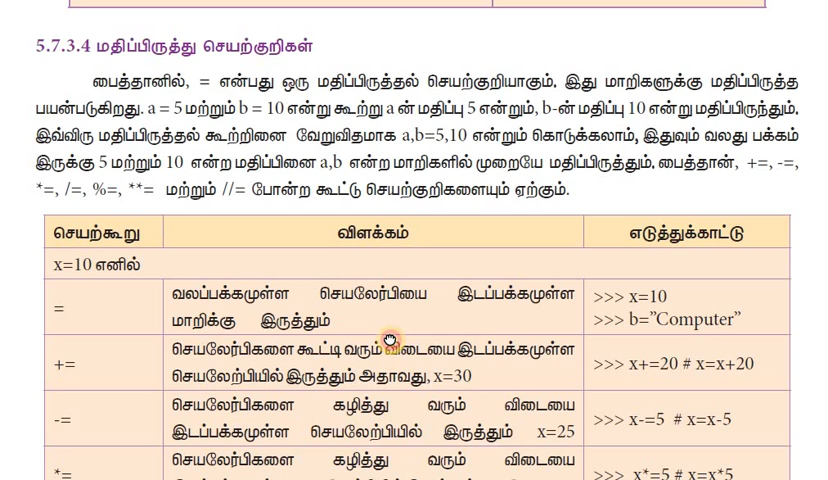 5.7.3.4 மதிப்பிருத்து செயற்குறிகள்
பைத்தானில், = என்பது ஒரு மதிப்பிருத்தல் செயற்குறியாகும். இது மாறிகளுக்கு மதிப்பிருத்த
பயன்படுகிறது. a = 5 மற்றும் b = 10 என்று கூற்று a ன் மதிப்பு 5 என்றும், b-ன் மதிப்பு 10 என்று மதிப்பிருந்தும்.
இவ்விரு மதிப்பிருத்தல் கூற்றினை வேறுவிதமாக a,b=5,10 என்றும் கொடுக்கலாம், இதுவும் வலது பக்கம்
இருக்கு 5 மற்றும் 10 என்ற மதிப்பினை a,b என்ற மாறிகளில் முறையே மதிப்பிருத்தும். பைத்தான், +=, -=,
*=, /=, %=, **= மற்றும் //= போன்ற கூட்டு செயற்குறிகளையும் ஏற்கும்.
செயற்கூறு விளக்கம் எடுத்துக்காட்டு
x=10 எனில்
= வலப்பக்கமுள்ள செயலேர்பியை இடப்பக்கமுள்ள
மாறிக்கு இருத்தும்
>>> x=10
>>> b=”Computer”
+= செயலேர்பிகளை கூட்டி வரும் விடையை இடப்பக்கமுள்ள
செயலேற்பியில் இருத்தும் அதாவது, x=30
>>> x+=20 # x=x+20
-= செயலேர்பிகளை கழித்து வரும் விடையை
இடப்பக்கமுள்ள செயலேற்பியில் இருத்தும் x=25
>>> x-=5 # x=x-5
*= செயலேர்பிகளை கழித்து வரும் விடையை
>>> x*=5 # x=x*5